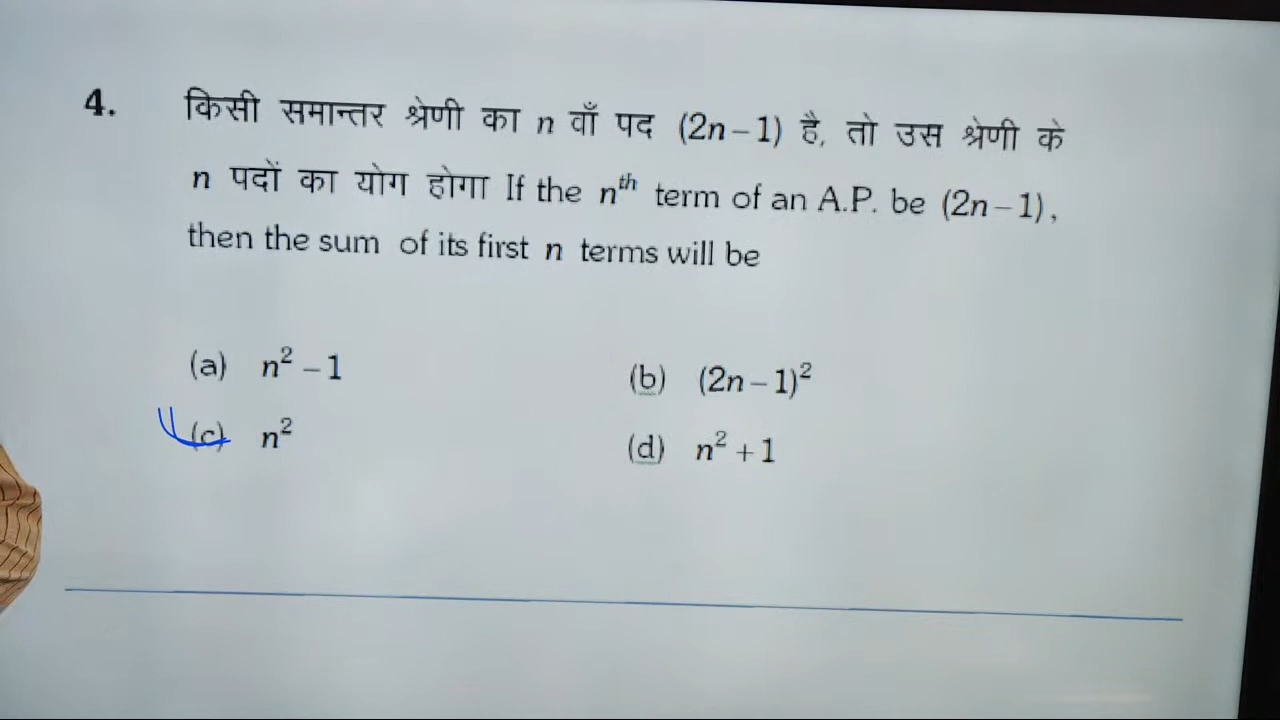 4. किसी समान्तर श्रेणी का n वाँ पद (2n–1) है, तो उस श्रेणी के
n पदों का योग होगा If the nᵗʰ term of an A.P. be (2n–1),
then the sum of its first n terms will be
(a) n² – 1 (b) (2n – 1)²
(c) n² (d) n² + 1